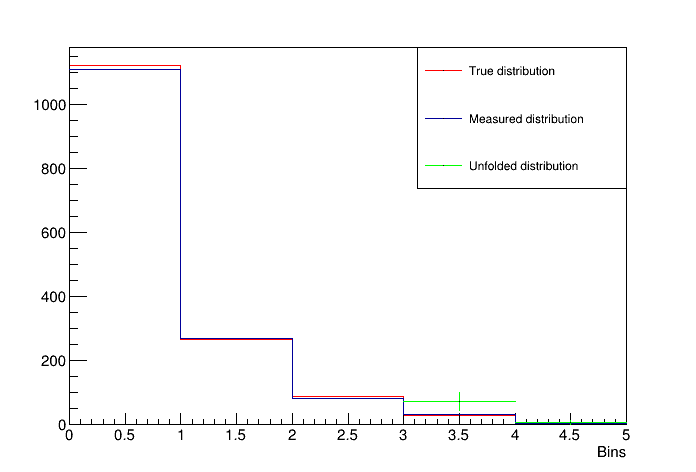 True distribution
Measured distribution
Unfolded distribution
1000
800
600
400
200
0
0 0.5 1 1.5 2 2.5 3 3.5 4 4.5 5
Bins